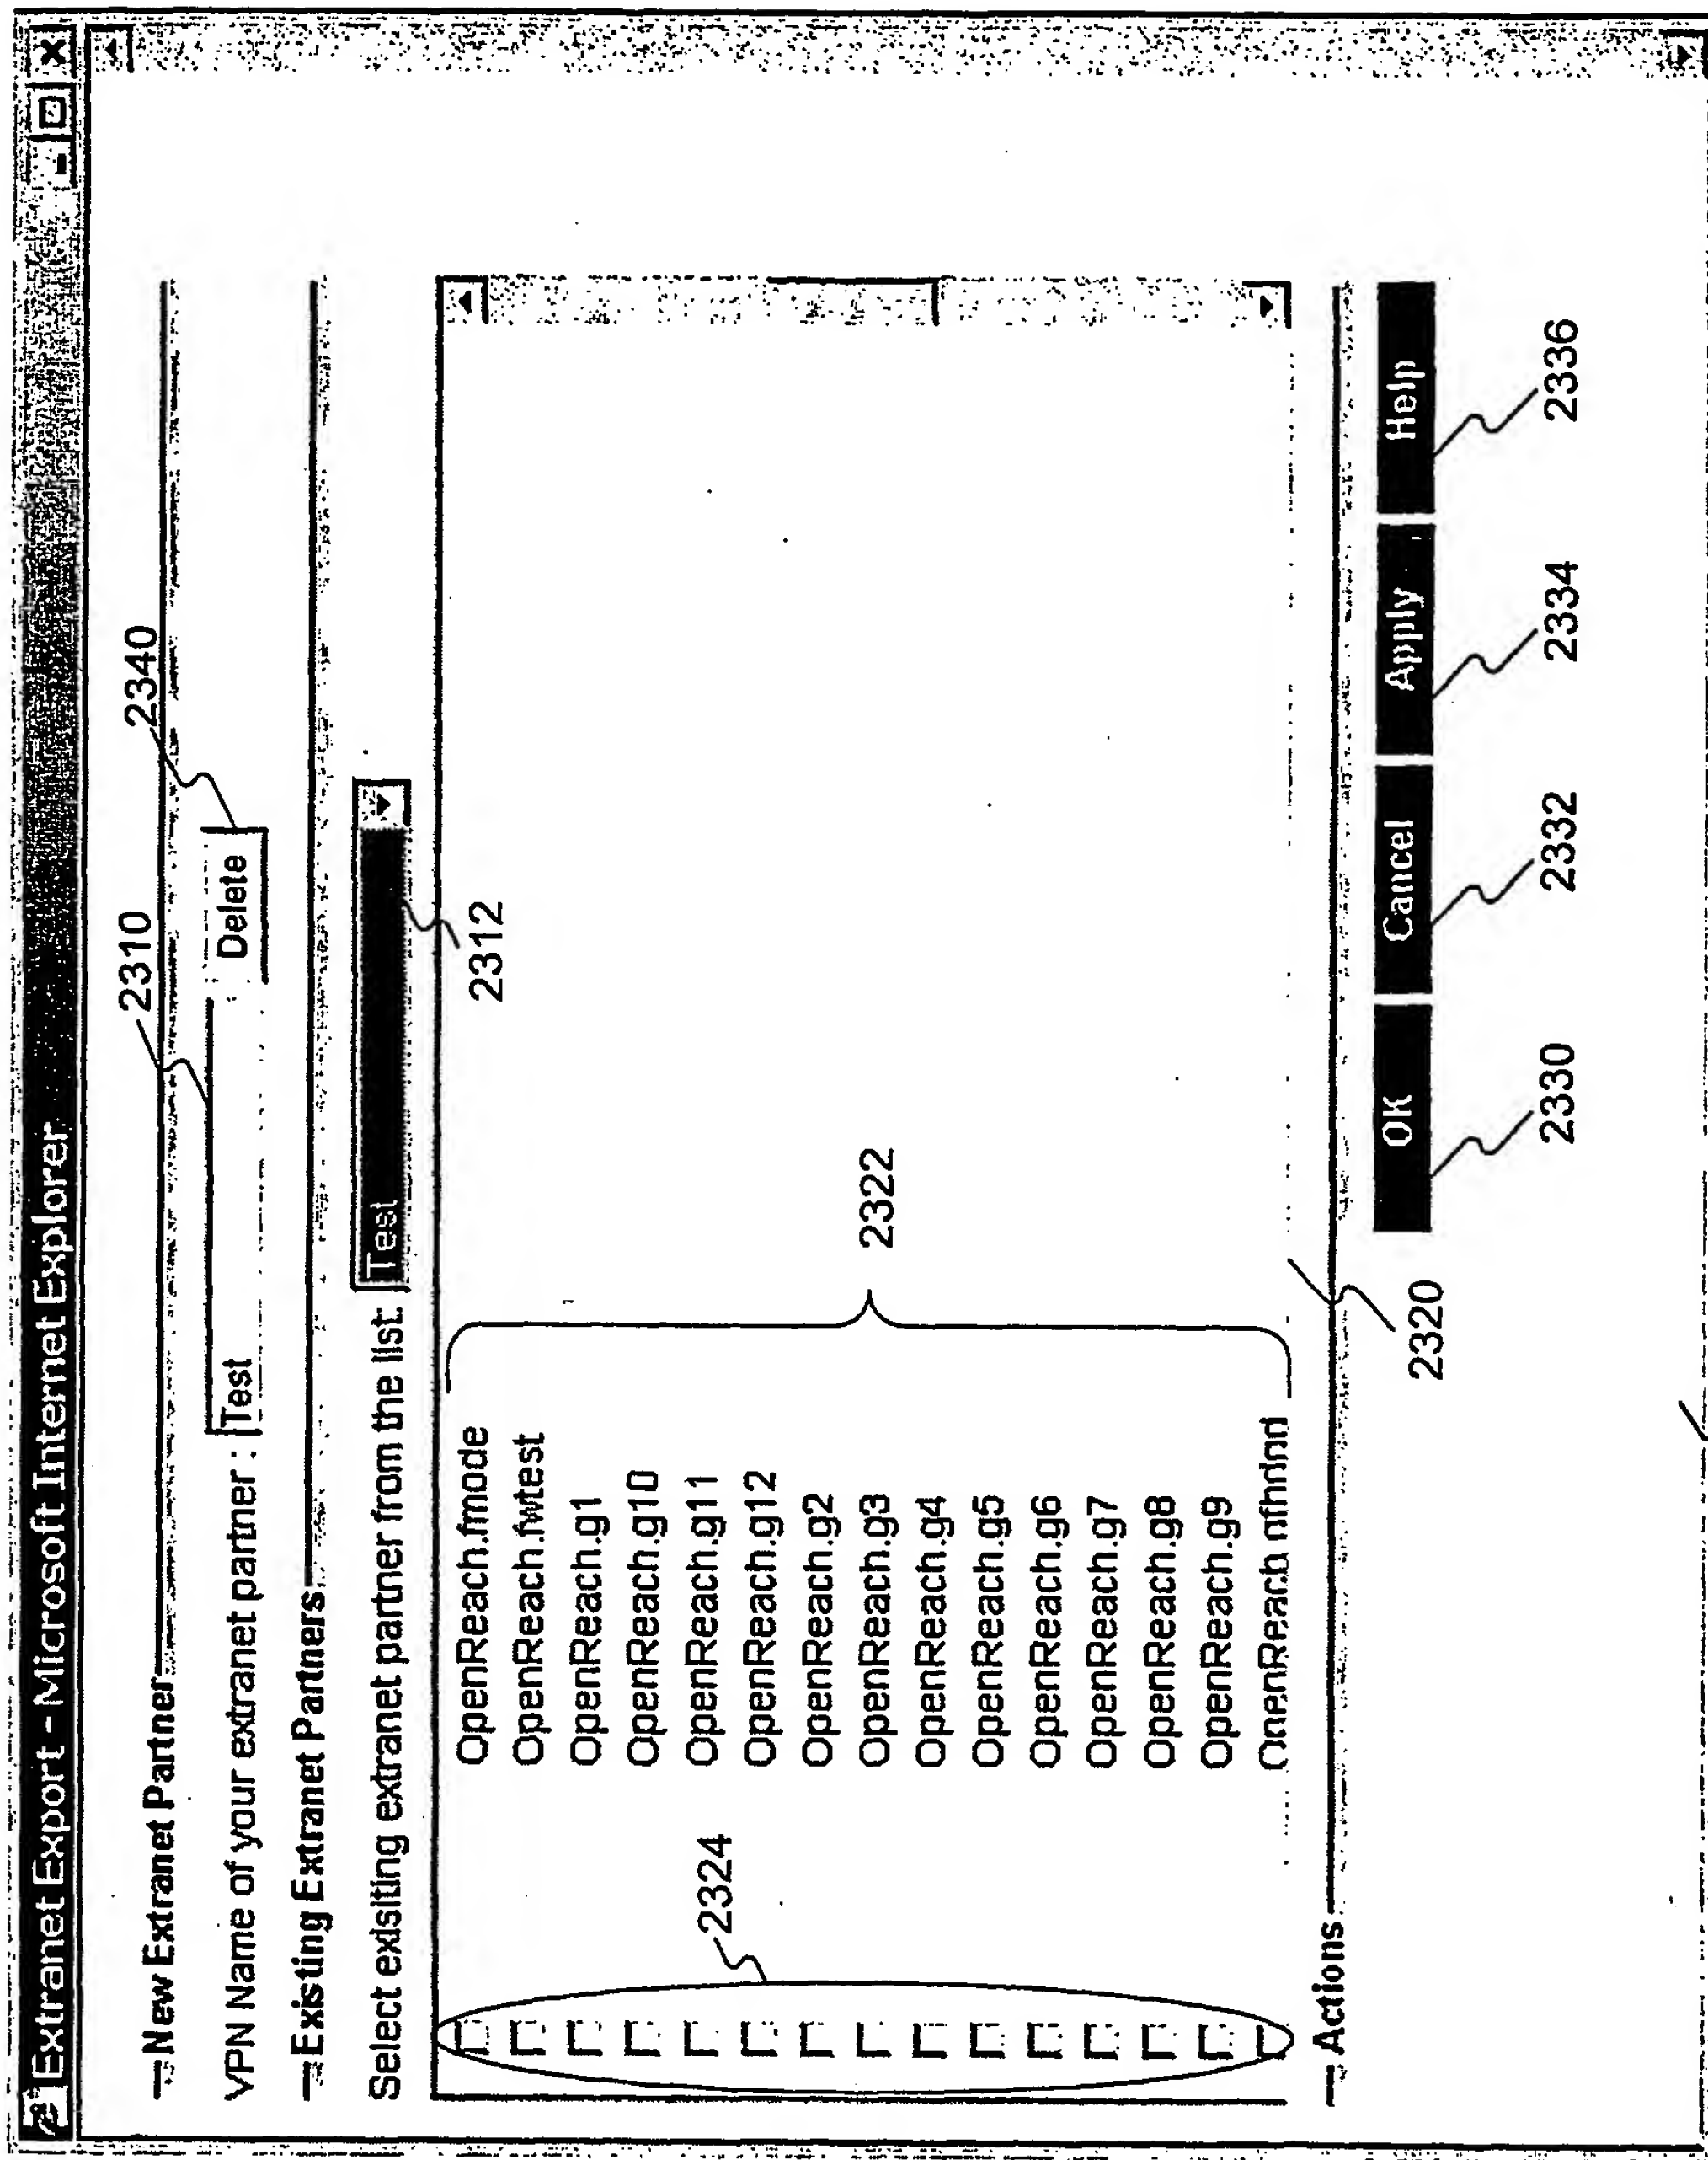 Extranet Export - Microsoft Internet Explorer
2310
2340
New Extranet Partner
VPN Name of your extranet partner : Test
Delete
Existing Extranet Partners
Select exisiting extranet partner from the list: Test
2312
OpenReach.fmode
OpenReach.fwtest
OpenReach.g1
OpenReach.g10
OpenReach.g11
OpenReach.g12
OpenReach.g2
OpenReach.g3
OpenReach.g4
OpenReach.g5
OpenReach.g6
OpenReach.g7
OpenReach.g8
OpenReach.g9
OpenReach
2324
2322
2320
Actions
OK Cancel Apply Help
2330 2332 2334 2336